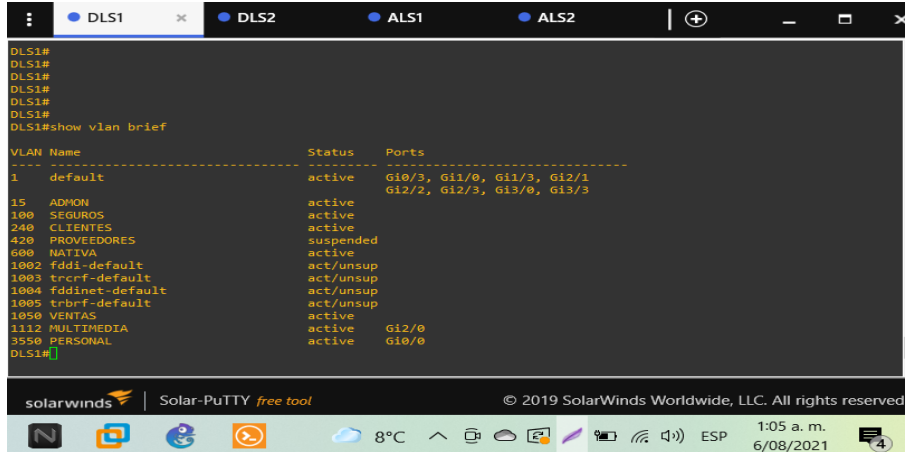 DLS1
DLS2
ALS1
ALS2
DLS1#
DLS1#
DLS1#
DLS1#
DLS1#
DLS1#
DLS1#show vlan brief
VLAN Name Status Ports
---- -------------------------------- --------- -------------------------------
1 default active Gi0/3, Gi1/0, Gi1/3, Gi2/1
Gi2/2, Gi2/3, Gi3/0, Gi3/3
15 ADMON active
100 SEGUROS active
240 CLIENTES active
420 PROVEEDORES suspended
600 NATIVA active
1002 fddi-default act/unsup
1003 trcrf-default act/unsup
1004 fddinet-default act/unsup
1005 trbrf-default act/unsup
1050 VENTAS active
1112 MULTIMEDIA active Gi2/0
3550 PERSONAL active Gi0/0
DLS1#
solarwinds | Solar-PuTTY free tool © 2019 SolarWinds Worldwide, LLC. All rights reserved
N 8°C ESP 1:05 a. m.
6/08/2021
4